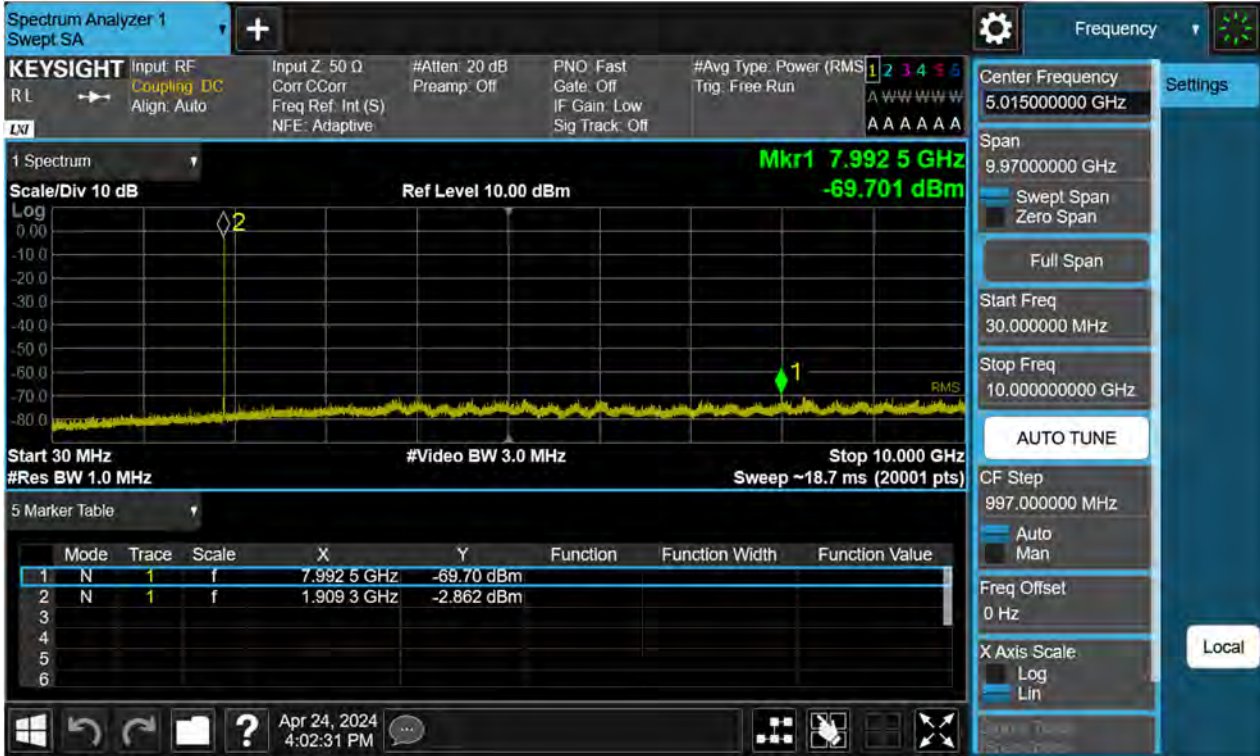 Spectrum Analyzer 1
Swept SA
+
Frequency
KEYSIGHT
RL
LXI
Input: RF
Coupling: DC
Align: Auto
Input Z: 50 Ω
Corr CCorr
Freq Ref: Int (S)
NFE: Adaptive
#Atten: 20 dB
Preamp: Off
PNO: Fast
Gate: Off
IF Gain: Low
Sig Track: Off
#Avg Type: Power (RMS
Trig: Free Run
1 2 3 4 5 6
A W W W W W
A A A A A A
1 Spectrum
Mkr1 7.992 5 GHz
Scale/Div 10 dB
Ref Level 10.00 dBm
-69.701 dBm
Log
0.00
-10.0
-20.0
-30.0
-40.0
-50.0
-60.0
-70.0
-80.0
2
1
RMS
Start 30 MHz
#Video BW 3.0 MHz
Stop 10.000 GHz
#Res BW 1.0 MHz
Sweep ~18.7 ms (20001 pts)
5 Marker Table
Mode Trace Scale X Y Function Function Width Function Value
1 N 1 f 7.992 5 GHz -69.70 dBm
2 N 1 f 1.909 3 GHz -2.862 dBm
3
4
5
6
?
Apr 24, 2024
4:02:31 PM
Center Frequency
5.015000000 GHz
Span
9.97000000 GHz
Swept Span
Zero Span
Full Span
Start Freq
30.000000 MHz
Stop Freq
10.000000000 GHz
AUTO TUNE
CF Step
997.000000 MHz
Auto
Man
Freq Offset
0 Hz
X Axis Scale
Log
Lin
Settings
Local